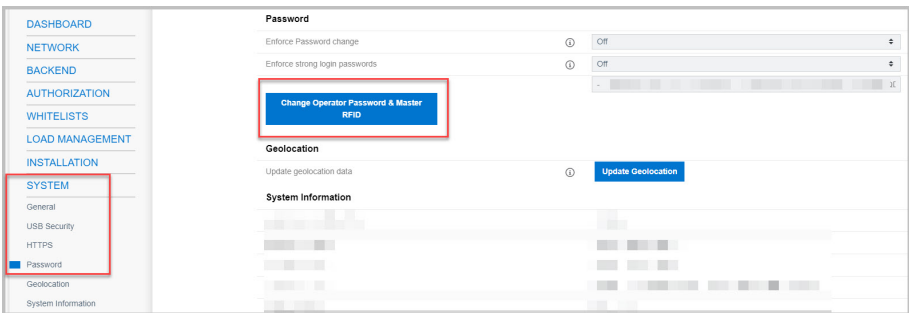 DASHBOARD
NETWORK
BACKEND
AUTHORIZATION
WHITELISTS
LOAD MANAGEMENT
INSTALLATION
SYSTEM
General
USB Security
HTTPS
Password
Geolocation
System Information
Password
Enforce Password change
Off
Enforce strong login passwords
Off
Change Operator Password & Master
RFID
Geolocation
Update geolocation data
Update Geolocation
System Information